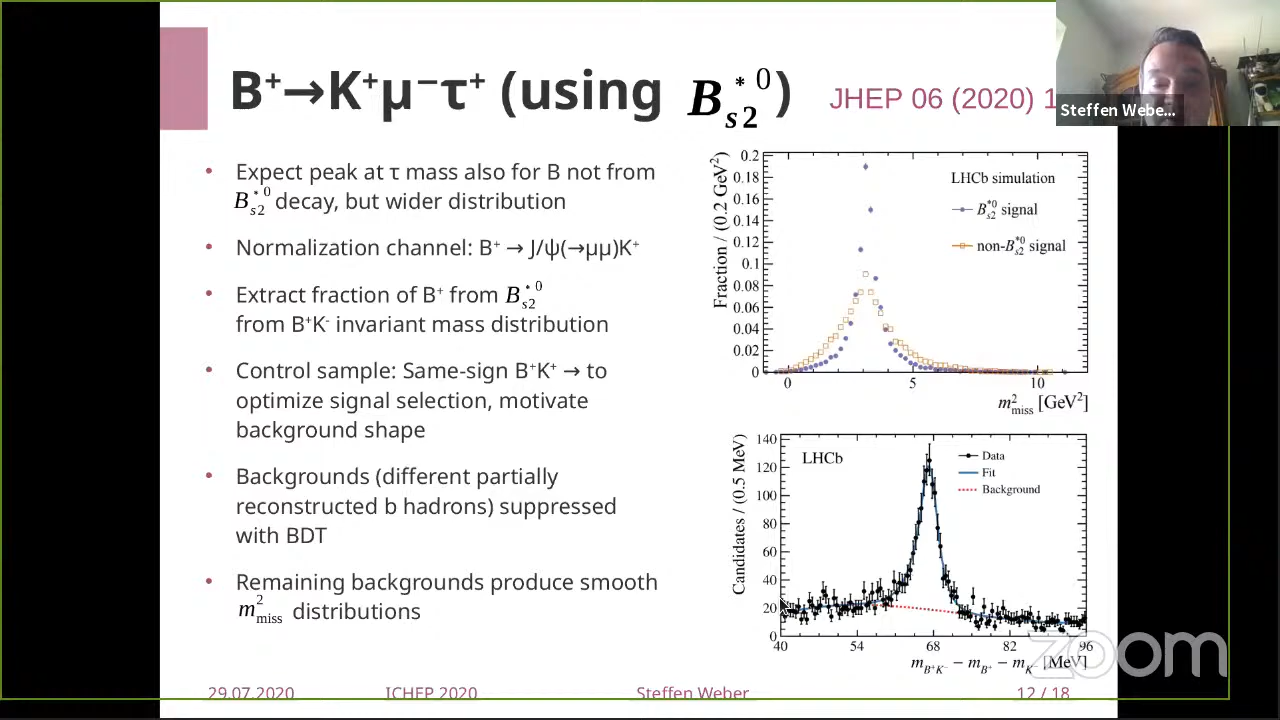 B⁺→K⁺μ⁻τ⁺ (using B*⁰s2)
JHEP 06 (2020) 1
Steffen Webe...
• Expect peak at τ mass also for B not from
B*⁰s2 decay, but wider distribution
• Normalization channel: B⁺ → J/ψ(→μμ)K⁺
• Extract fraction of B⁺ from B*⁰s2
from B⁺K⁻ invariant mass distribution
• Control sample: Same-sign B⁺K⁺ → to
optimize signal selection, motivate
background shape
• Backgrounds (different partially
reconstructed b hadrons) suppressed
with BDT
• Remaining backgrounds produce smooth
m²miss distributions
Fraction / (0.2 GeV²)
0.2
0.18
0.16
0.14
0.12
0.1
0.08
0.06
0.04
0.02
0
0 5 10
m²miss [GeV²]
LHCb simulation
B*⁰s2 signal
non-B*⁰s2 signal
Candidates / (0.5 MeV)
140
120
100
80
60
40
20
0
40 54 68 82 96
mB⁺K⁻ − mB⁺ − mK⁻ [MeV]
LHCb
Data
Fit
Background
zoom
29.07.2020 ICHEP 2020 Steffen Weber 12 / 18